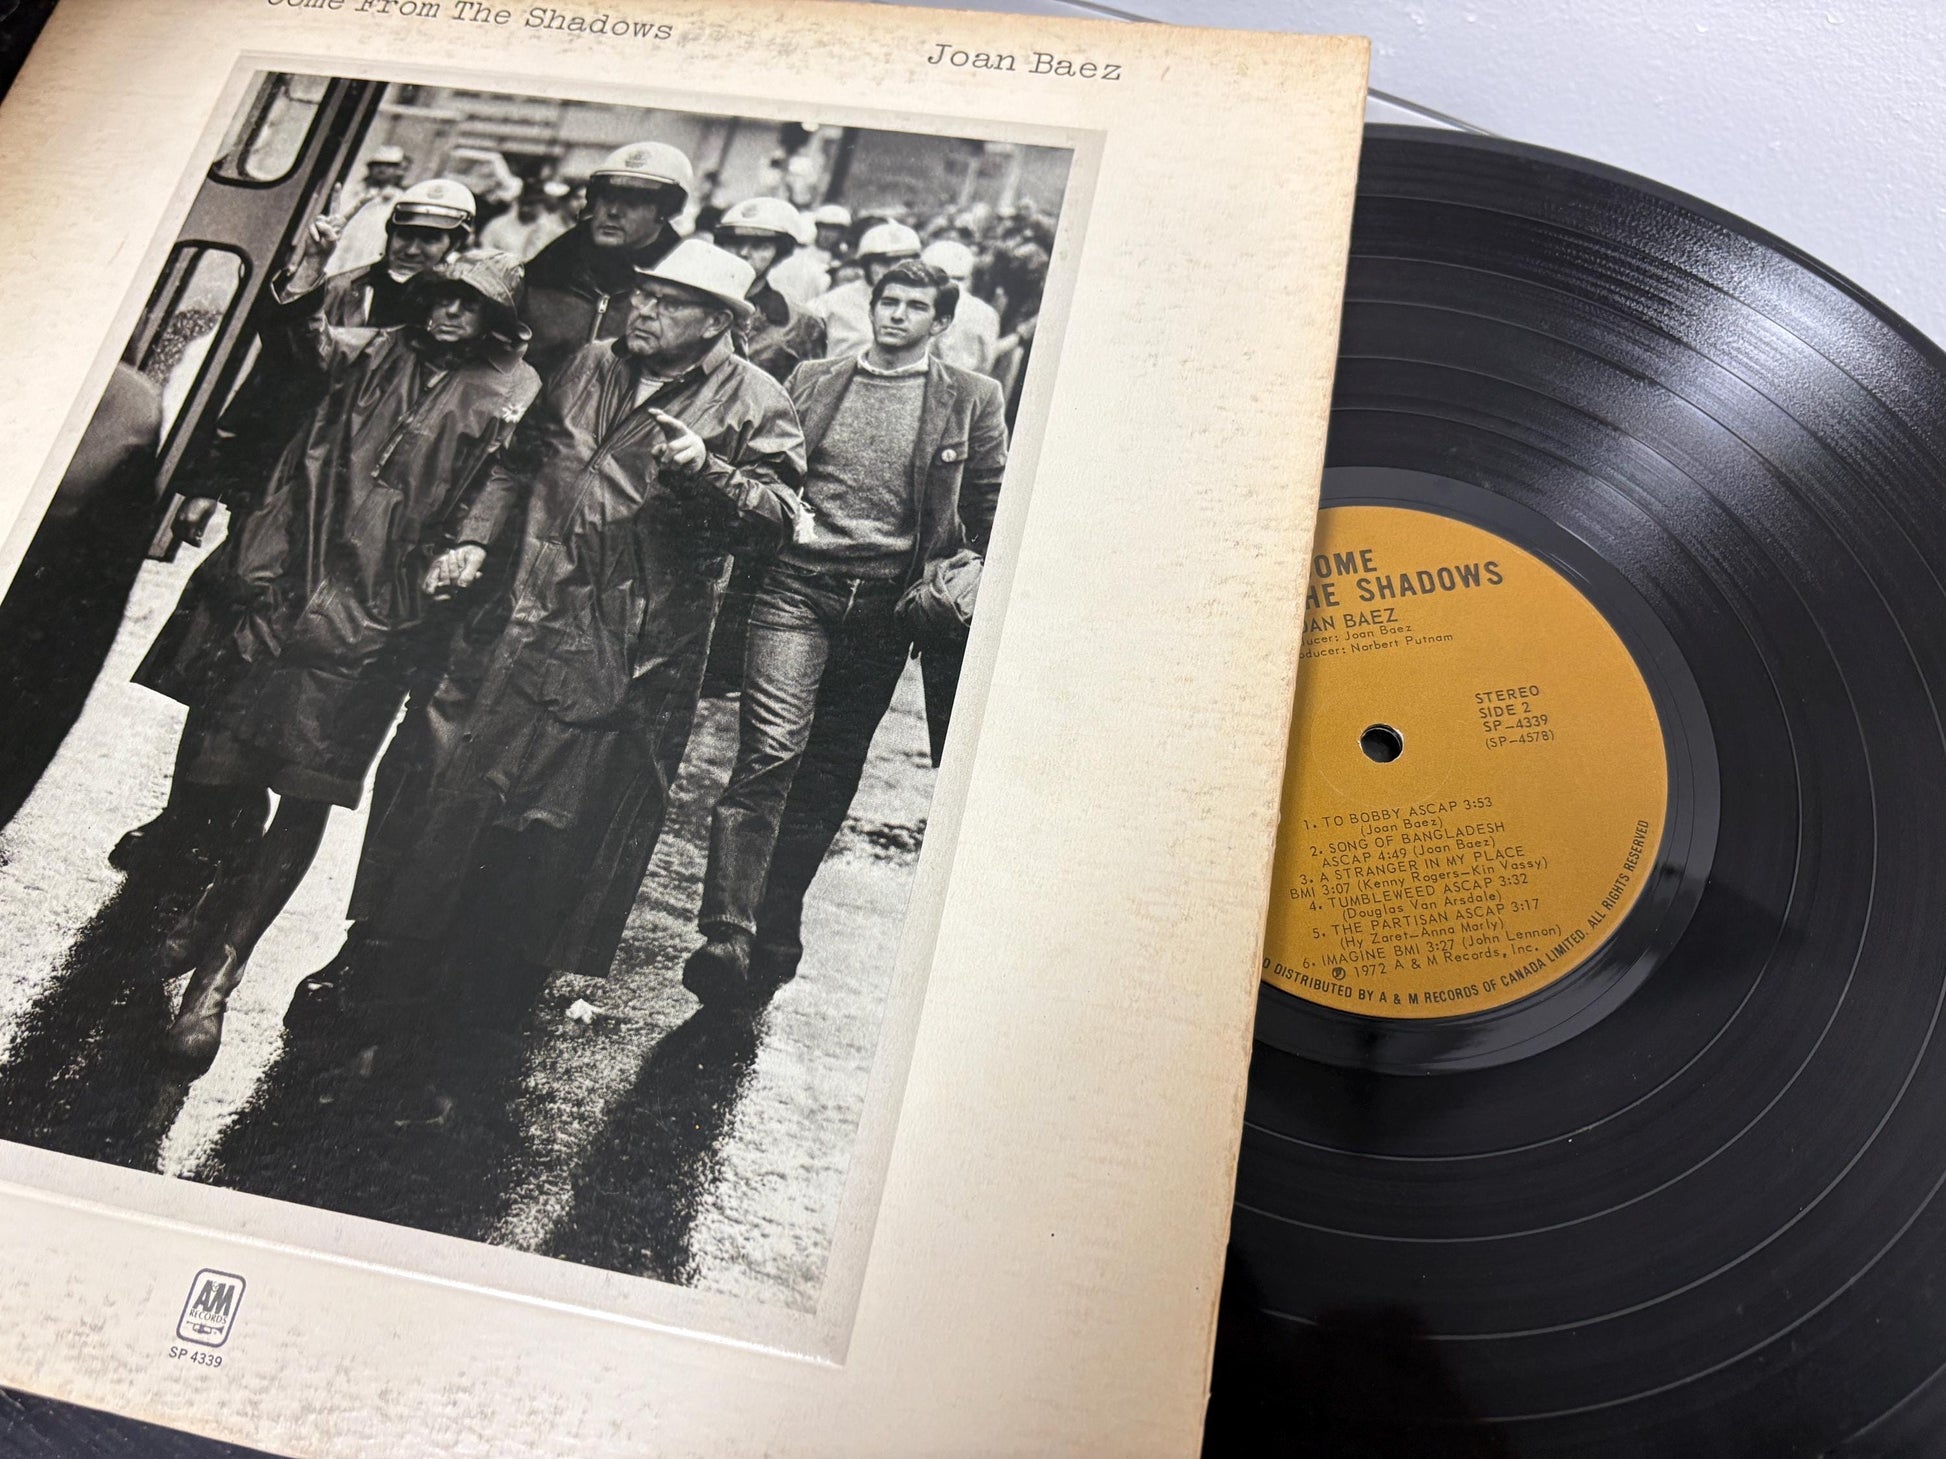 Come From The Shadows
Joan Baez
A&M
RECORDS
SP 4339
OME
HE SHADOWS
OAN BAEZ
ducer: Joan Baez
oducer: Norbert Putnam
STEREO
SIDE 2
SP-4339
(SP-4578)
1. TO BOBBY ASCAP 3:53
(Joan Baez)
2. SONG OF BANGLADESH
ASCAP 4:49 (Joan Baez)
3. A STRANGER IN MY PLACE
BMI 3:07 (Kenny Rogers-Kin Vassy)
4. TUMBLEWEED ASCAP 3:32
(Douglas Van Arsdale)
5. THE PARTISAN ASCAP 3:17
(Hy Zaret-Anna Marly)
6. IMAGINE BMI 3:27 (John Lennon)
℗ 1972 A & M Records, Inc.
D DISTRIBUTED BY A & M RECORDS OF CANADA LIMITED. ALL RIGHTS RESERVED